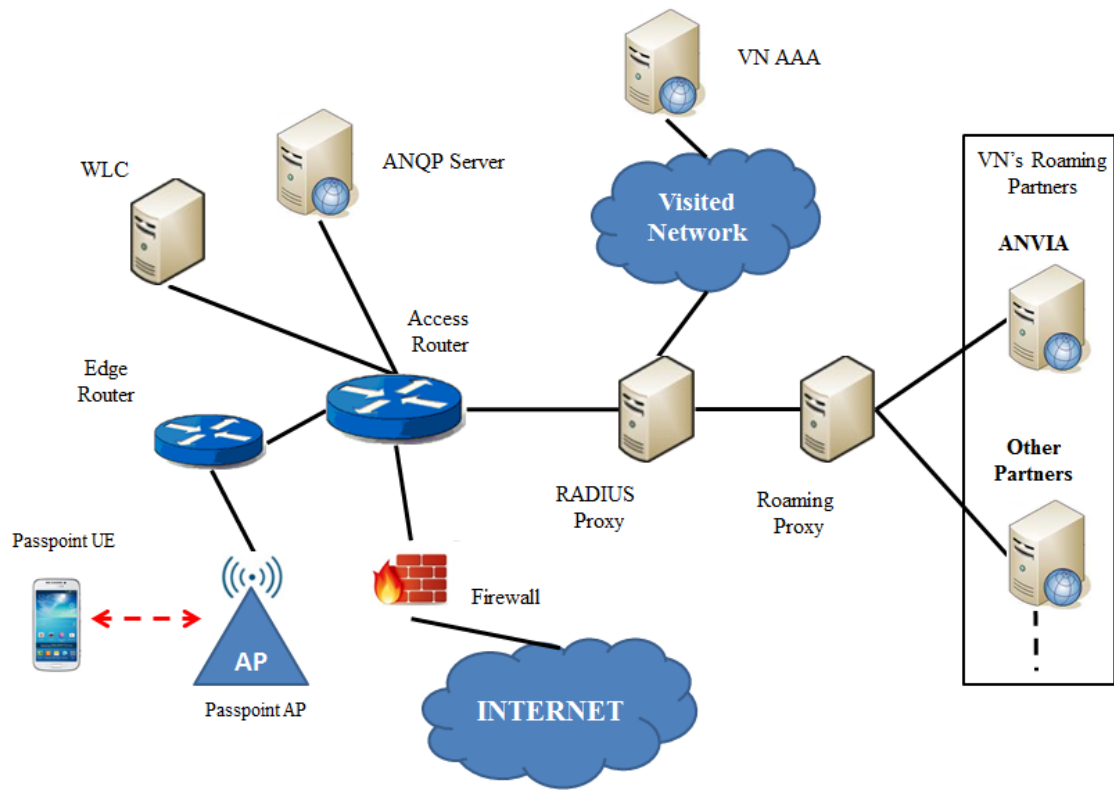 VN AAA
ANQP Server
WLC
VN's Roaming
Partners
Visited
Network
ANVIA
Access
Router
Edge
Router
Other
Partners
RADIUS
Proxy
Roaming
Proxy
Passpoint UE
Firewall
AP
Passpoint AP
INTERNET